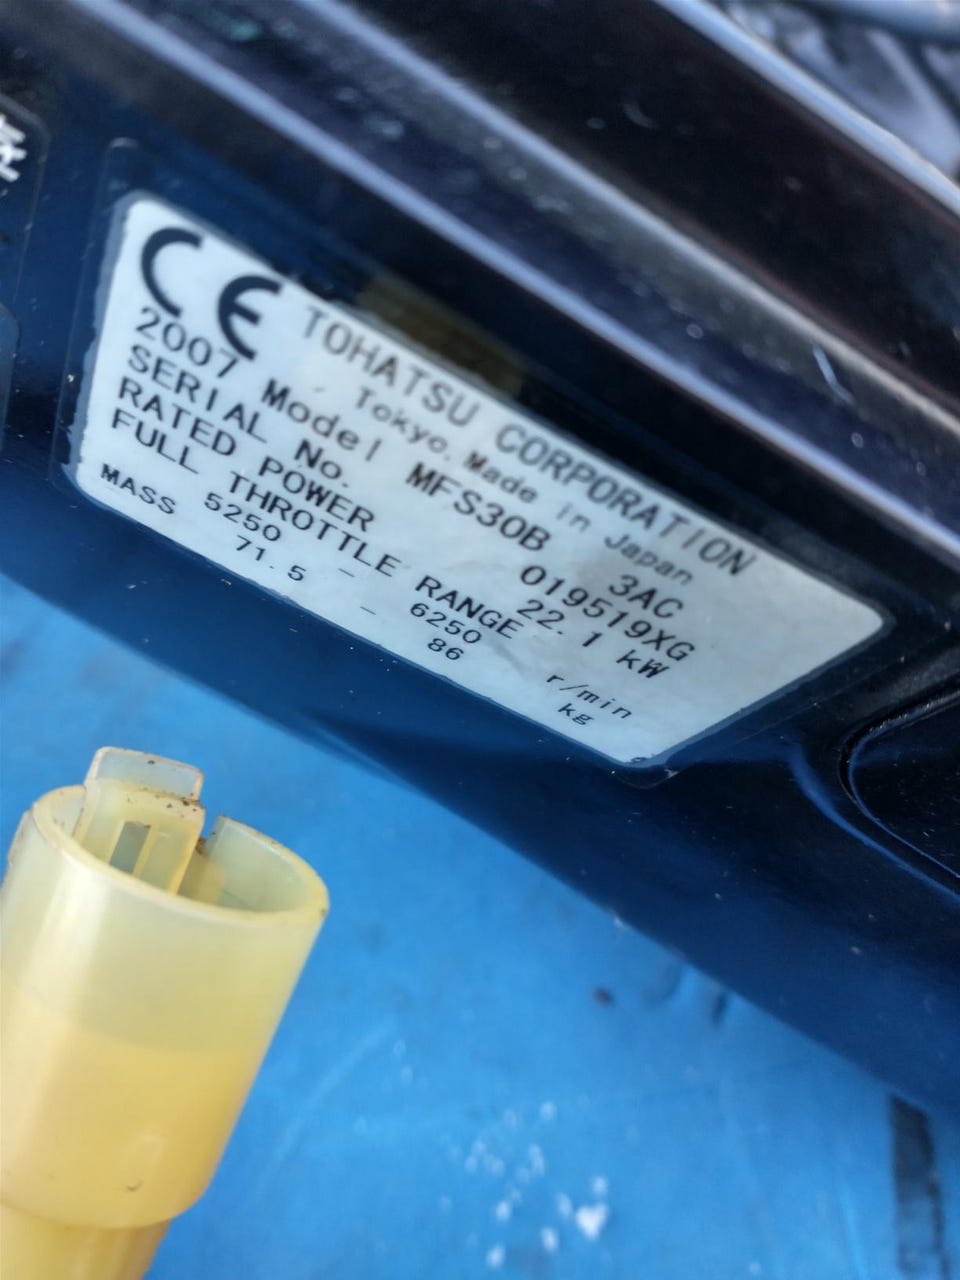 CE TOHATSU CORPORATION
Tokyo. Made in Japan
2007 Model MFS30B 3AC
SERIAL No. 019519XG
RATED POWER 22.1 kW
FULL THROTTLE RANGE
5250 - 6250 r/min
MASS 71.5 - 86 kg